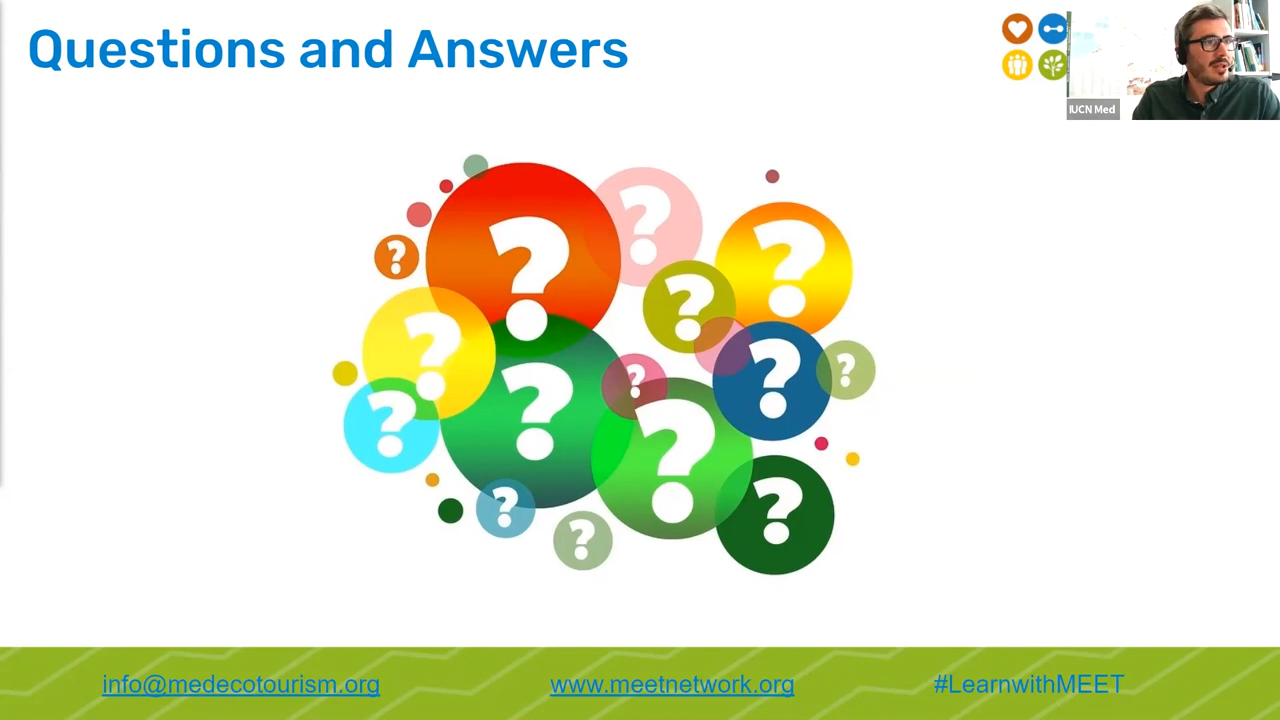 Questions and Answers
IUCN Med
? ? ? ? ? ? ? ? ? ? ? ? ? ? ?
info@medecotourism.org
www.meetnetwork.org
#LearnwithMEET